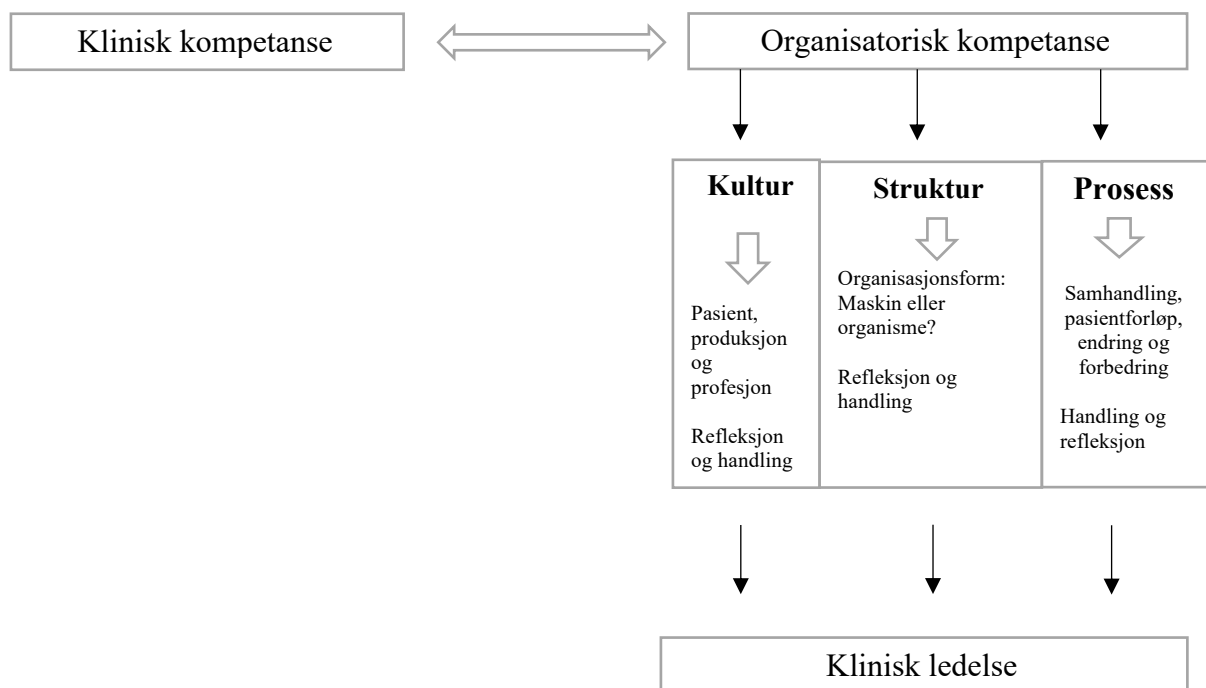 Klinisk kompetanse
Organisatorisk kompetanse
Kultur
Pasient,
produksjon
og
profesjon
Refleksjon
og handling
Struktur
Organisasjonsform:
Maskin eller
organisme?
Refleksjon og
handling
Prosess
Samhandling,
pasientforløp,
endring og
forbedring
Handling og
refleksjon
Klinisk ledelse